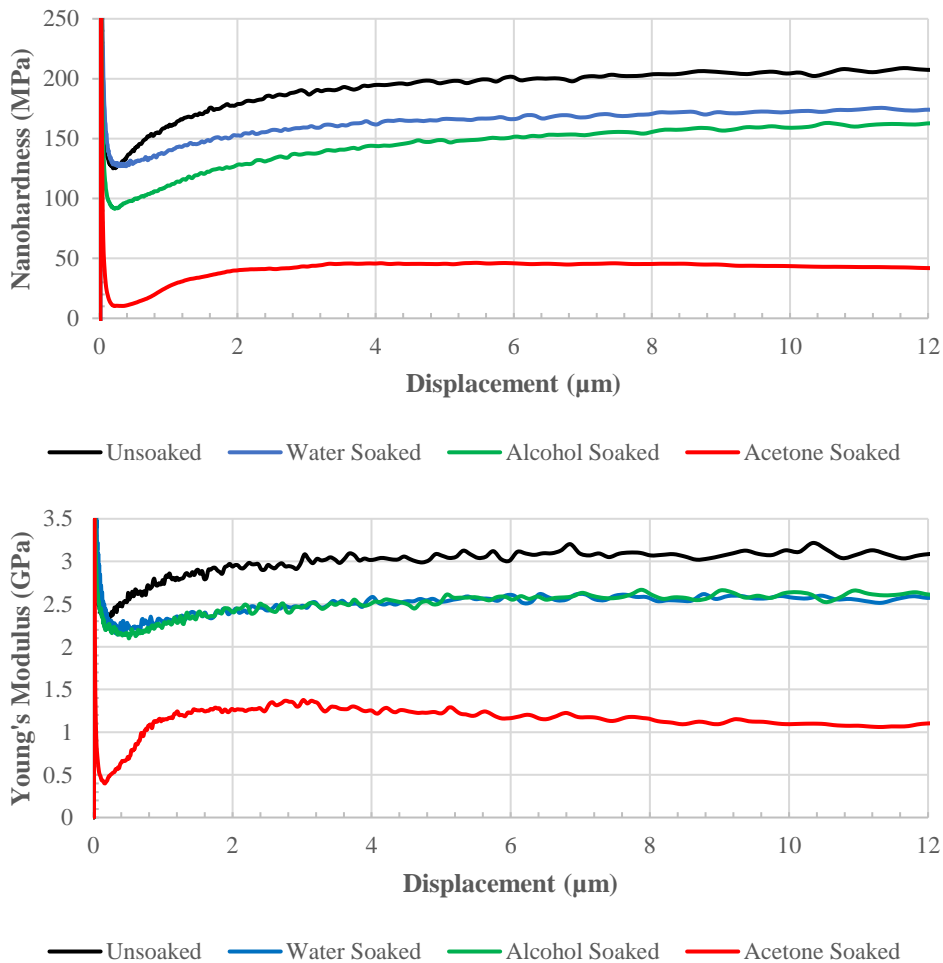 Nanohardness (MPa)
250
200
150
100
50
0
0 2 4 6 8 10 12
Displacement (µm)
Unsoaked Water Soaked Alcohol Soaked Acetone Soaked
Young's Modulus (GPa)
3.5
3
2.5
2
1.5
1
0.5
0
0 2 4 6 8 10 12
Displacement (µm)
Unsoaked Water Soaked Alcohol Soaked Acetone Soaked